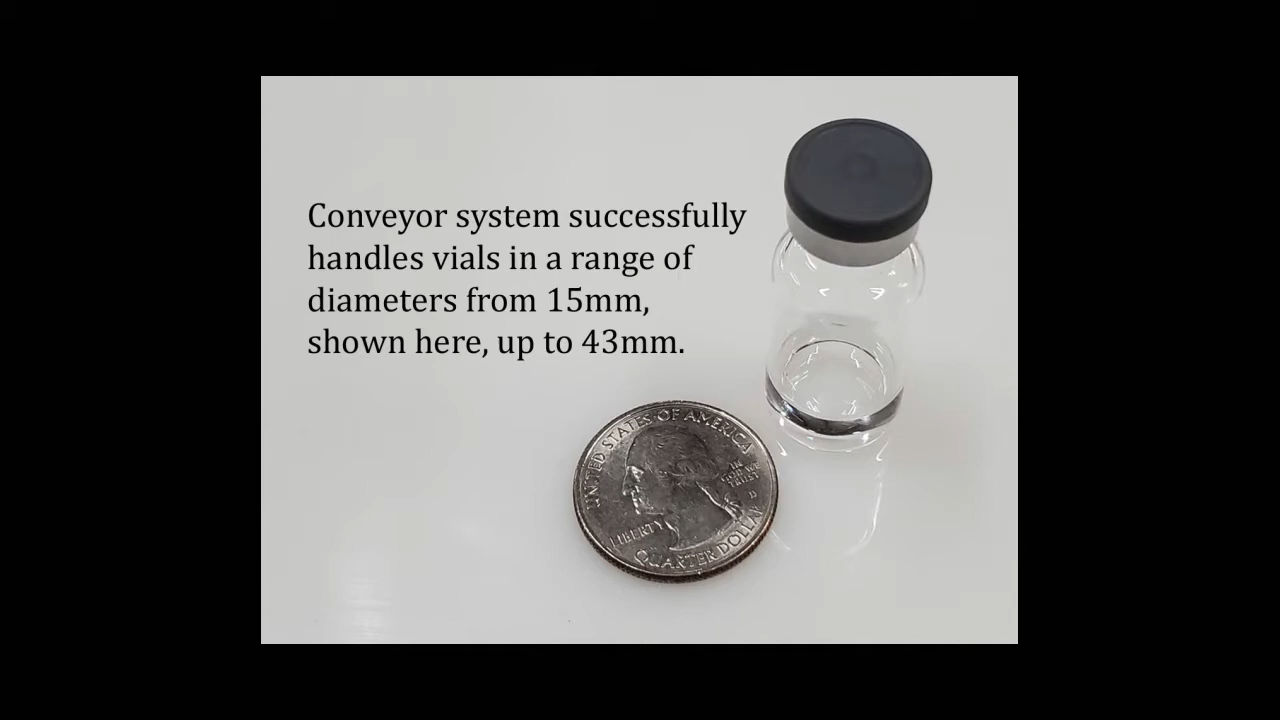 Conveyor system successfully
handles vials in a range of
diameters from 15mm,
shown here, up to 43mm.
UNITED STATES OF AMERICA
IN
GOD WE
TRUST
D
LIBERTY
QUARTER DOLLAR